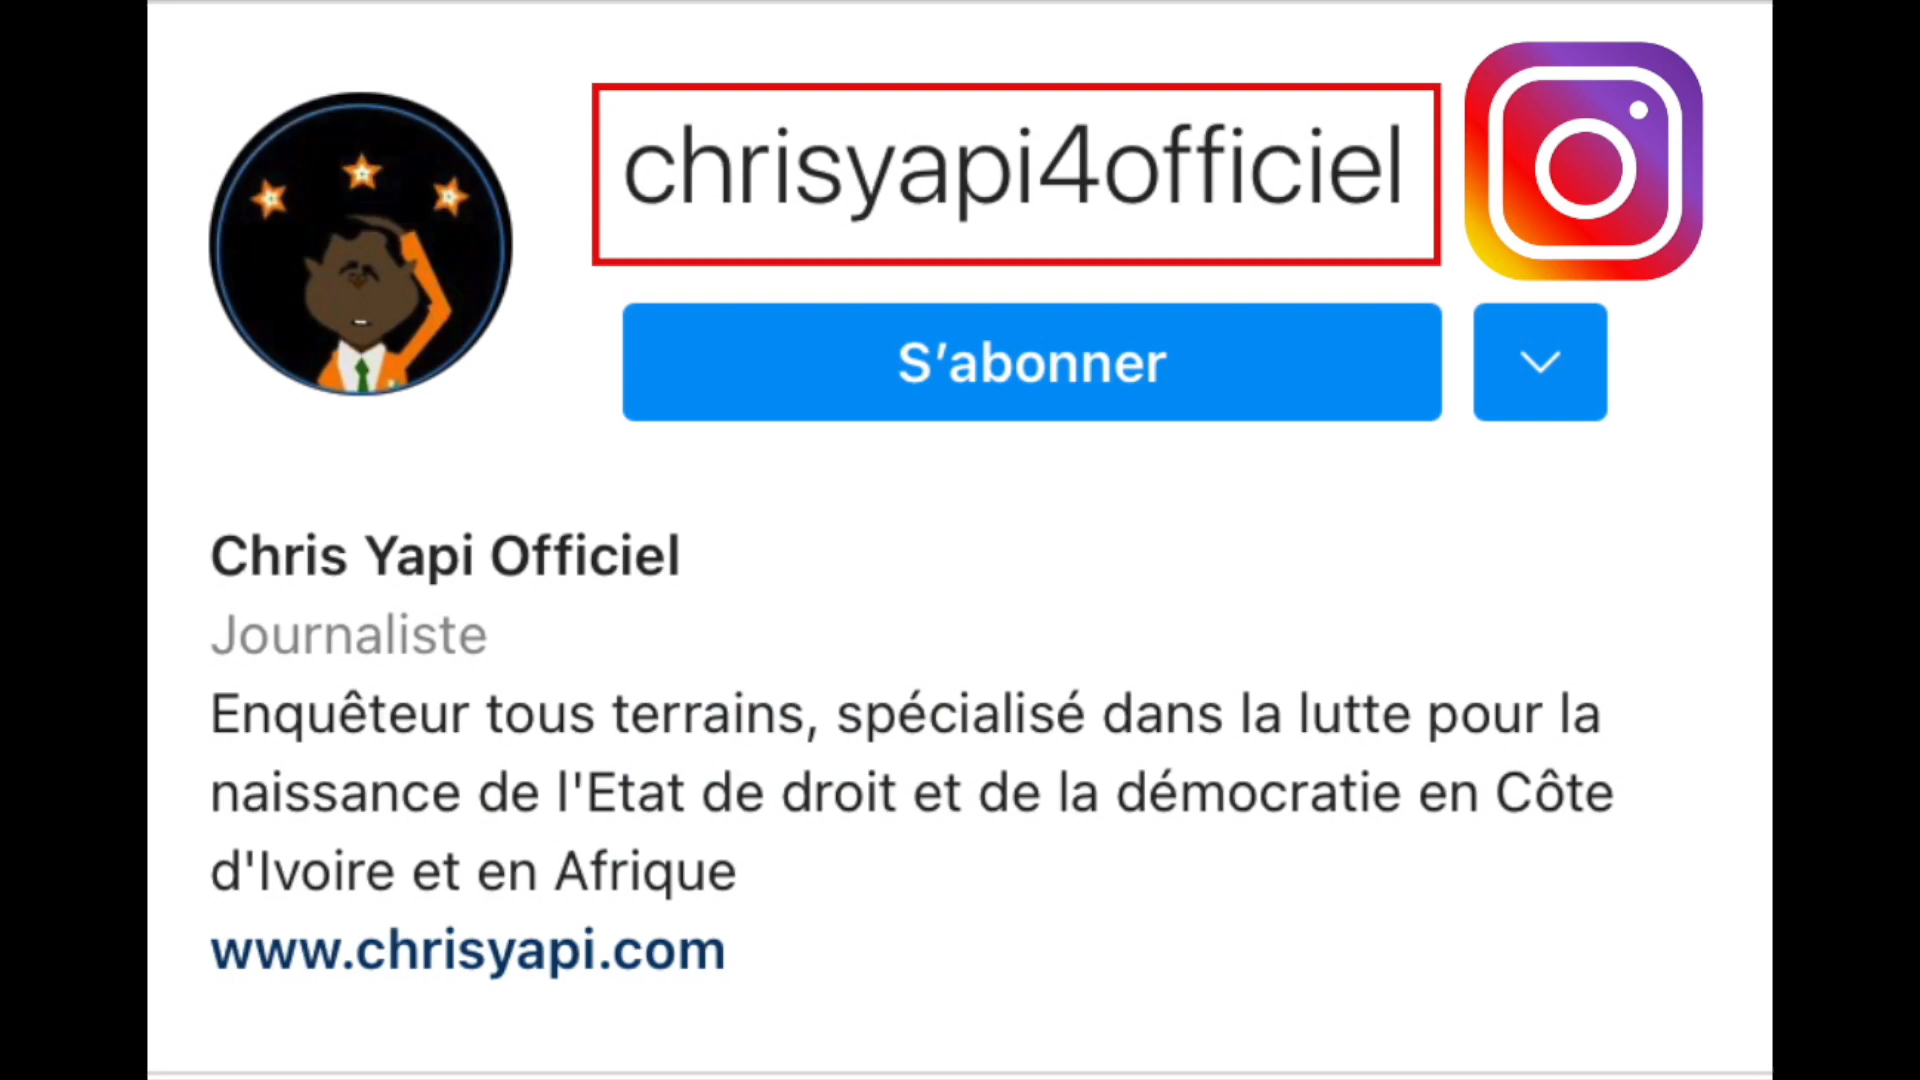 chrisyapi4officiel
S’abonner
Chris Yapi Officiel
Journaliste
Enquêteur tous terrains, spécialisé dans la lutte pour la
naissance de l'Etat de droit et de la démocratie en Côte
d'Ivoire et en Afrique
www.chrisyapi.com